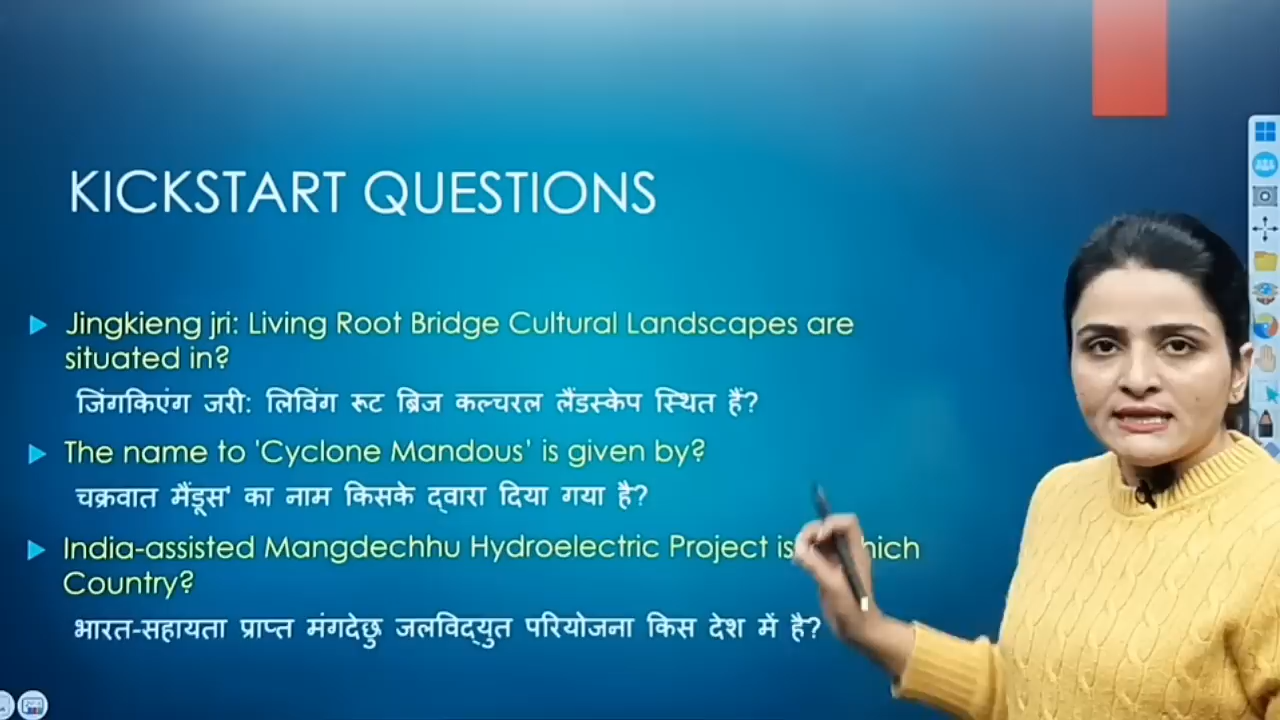 KICKSTART QUESTIONS
Jingkieng jri: Living Root Bridge Cultural Landscapes are
situated in?
जिंगकिएंग जरी: लिविंग रूट ब्रिज कल्चरल लैंडस्केप स्थित हैं?
The name to 'Cyclone Mandous' is given by?
चक्रवात मैंडूस' का नाम किसके द्वारा दिया गया है?
India-assisted Mangdechhu Hydroelectric Project is
Country?
भारत-सहायता प्राप्त मंगदेछु जलविद्युत परियोजना किस देश में है?